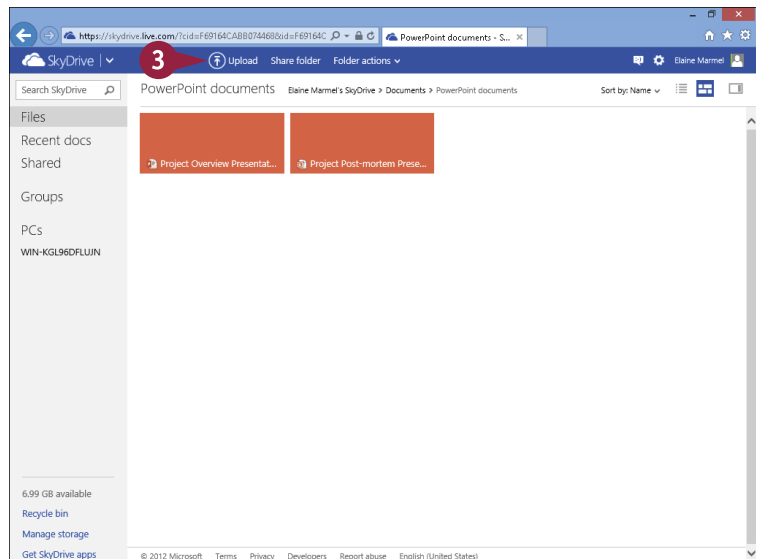 https://skydrive.live.com/?cid=F69164CABB074468&id=F69164C
PowerPoint documents - S...
SkyDrive
3
Upload Share folder Folder actions
Elaine Marmel
Search SkyDrive
PowerPoint documents
Elaine Marmel's SkyDrive > Documents > PowerPoint documents
Sort by: Name
Files
Recent docs
Shared
Groups
PCs
WIN-KGL96DFLUJN
Project Overview Presentat...
Project Post-mortem Prese...
6.99 GB available
Recycle bin
Manage storage
Get SkyDrive apps
© 2012 Microsoft Terms Privacy Developers Report abuse English (United States)